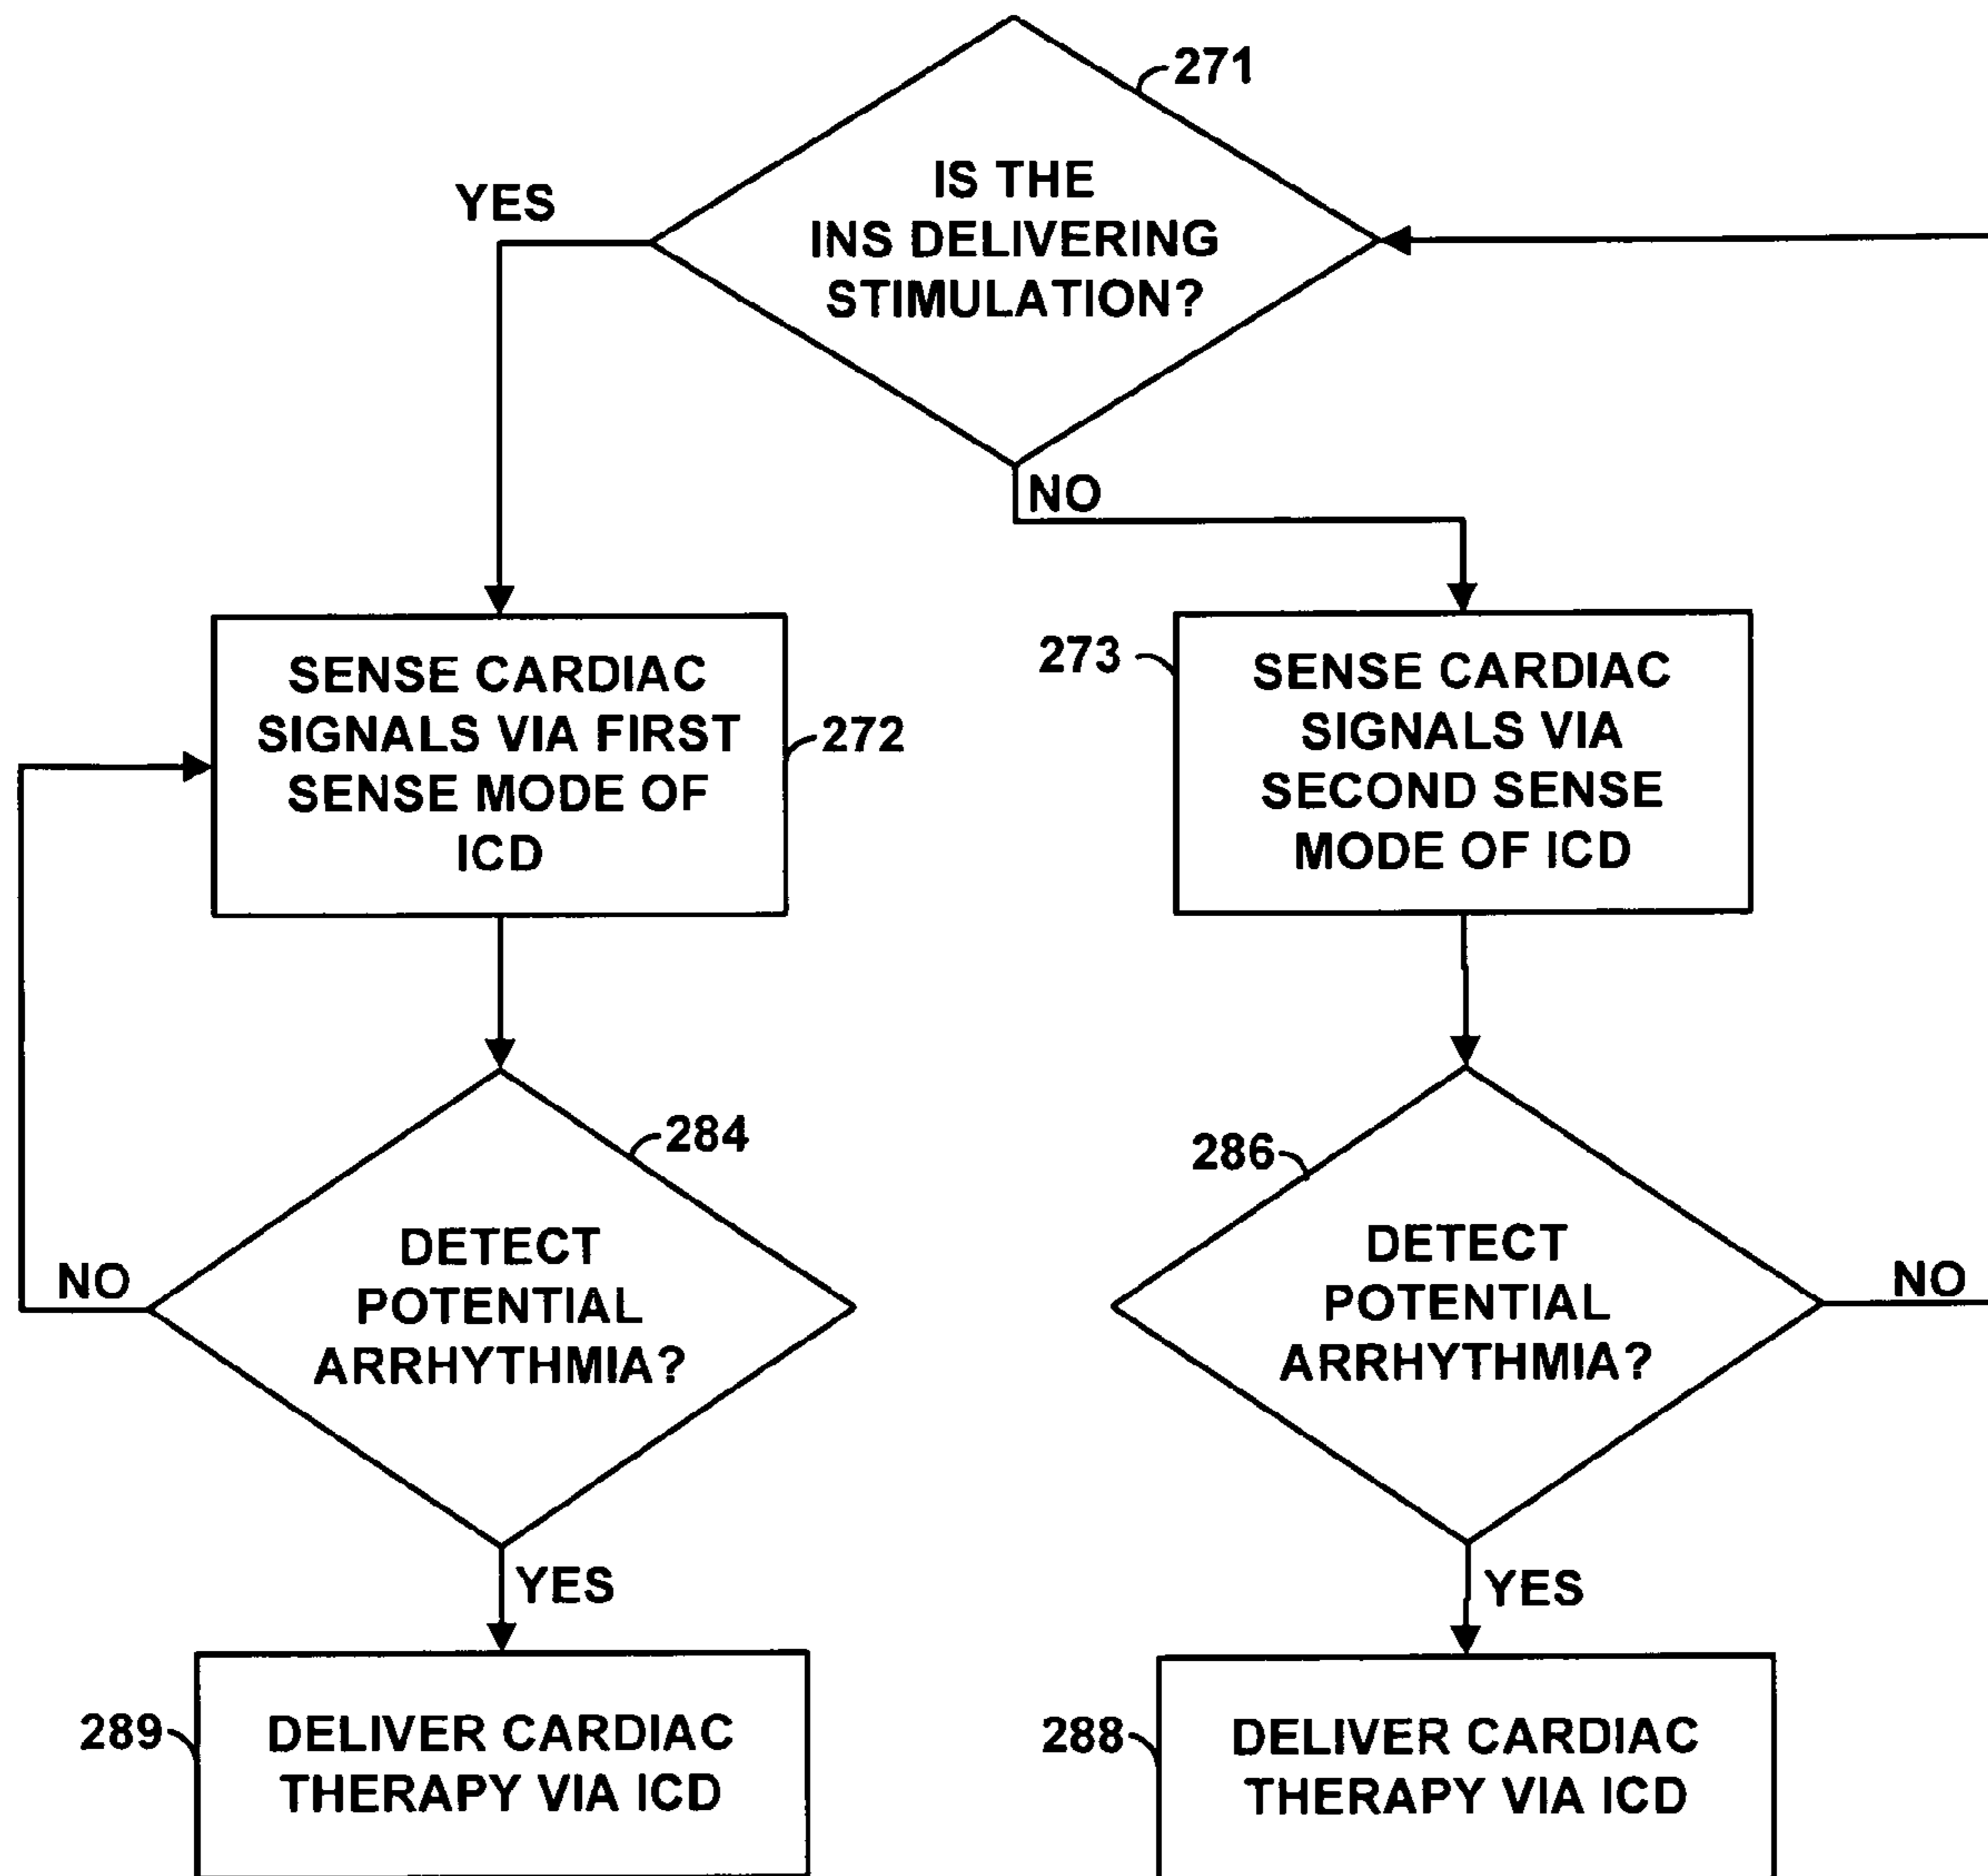 271
IS THE
INS DELIVERING
STIMULATION?
YES
NO
SENSE CARDIAC
SIGNALS VIA FIRST
SENSE MODE OF
ICD
272
273
SENSE CARDIAC
SIGNALS VIA
SECOND SENSE
MODE OF ICD
284
DETECT
POTENTIAL
ARRHYTHMIA?
NO
YES
286
DETECT
POTENTIAL
ARRHYTHMIA?
NO
YES
289
DELIVER CARDIAC
THERAPY VIA ICD
288
DELIVER CARDIAC
THERAPY VIA ICD